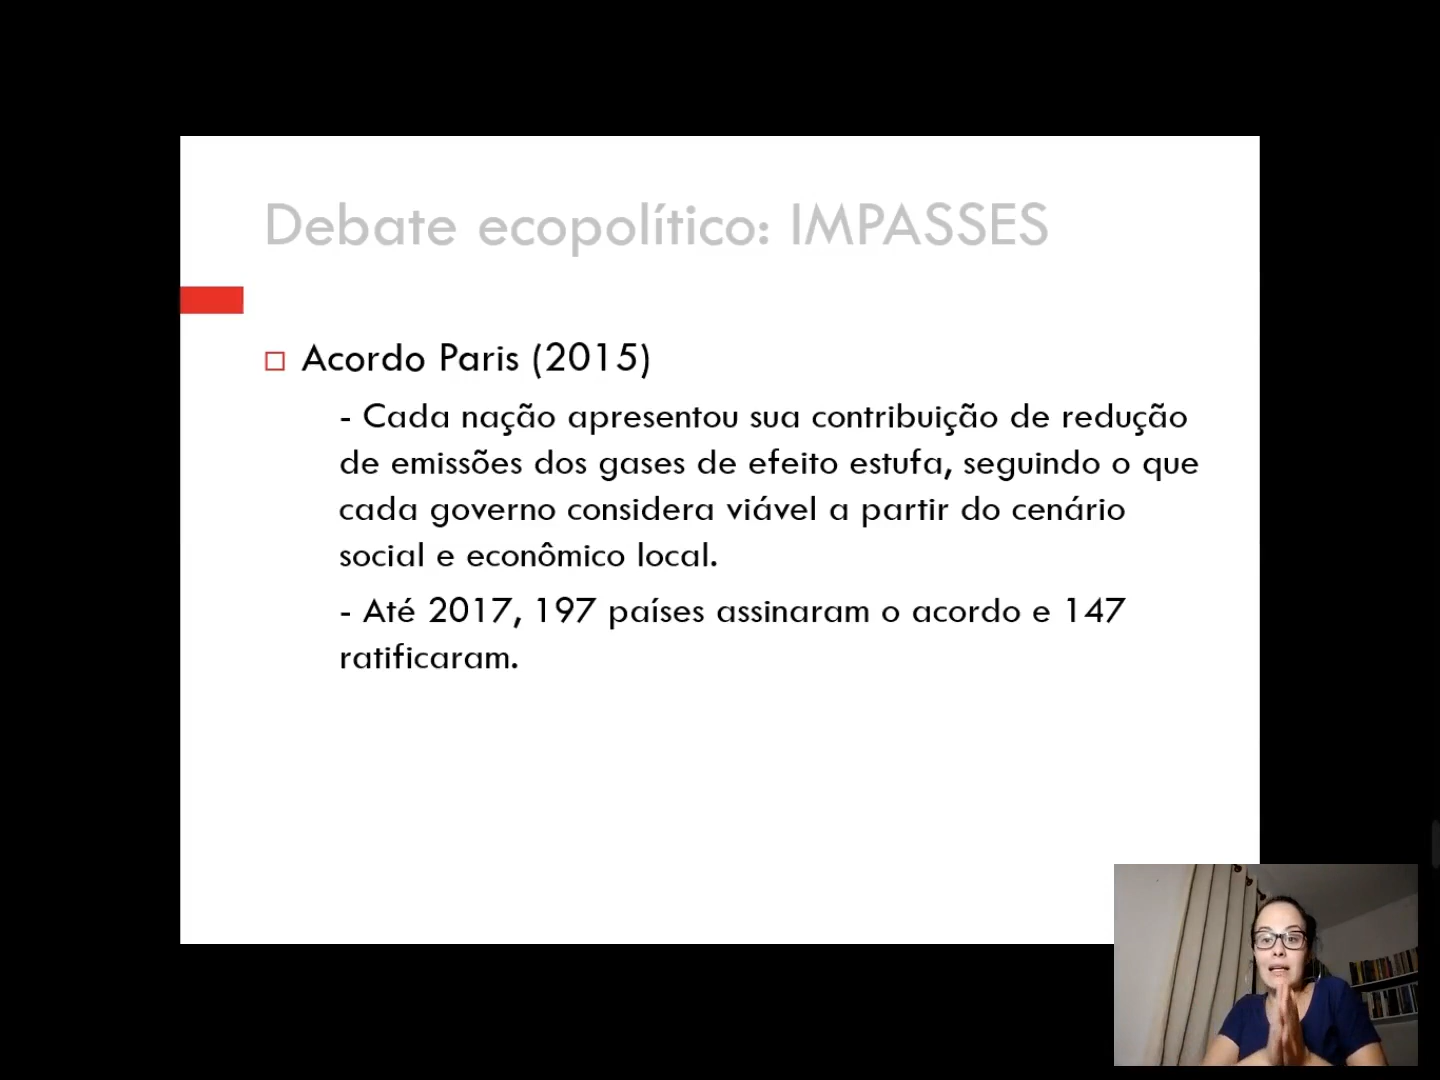 Debate ecopolítico: IMPASSES
Acordo Paris (2015)
- Cada nação apresentou sua contribuição de redução
de emissões dos gases de efeito estufa, seguindo o que
cada governo considera viável a partir do cenário
social e econômico local.
- Até 2017, 197 países assinaram o acordo e 147
ratificaram.